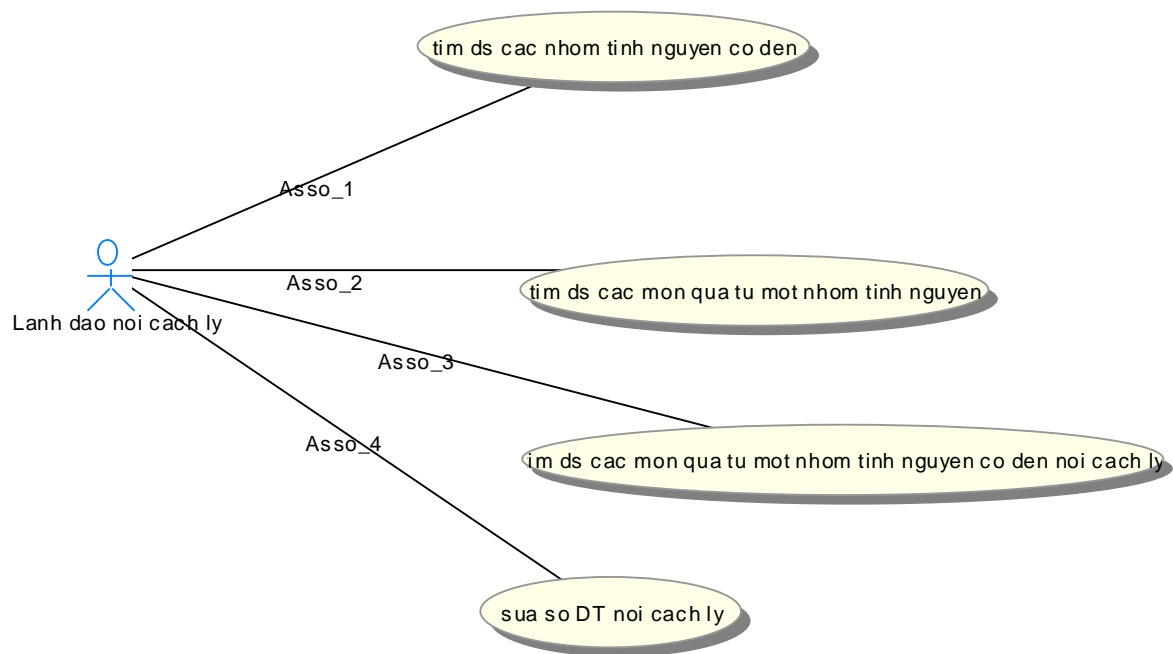 tim ds cac nhom tinh nguyen co den
Asso_1
Asso_2
tim ds cac mon qua tu mot nhom tinh nguyen
Lanh dao noi cach ly
Asso_3
Asso_4
im ds cac mon qua tu mot nhom tinh nguyen co den noi cach ly
sua so DT noi cach ly